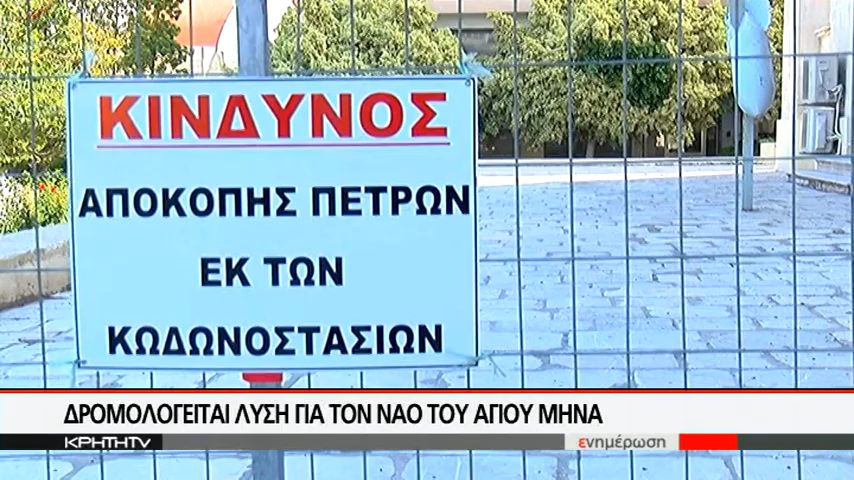 ΚΙΝΔΥΝΟΣ
ΑΠΟΚΟΠΗΣ ΠΕΤΡΩΝ
ΕΚ ΤΩΝ
ΚΩΔΩΝΟΣΤΑΣΙΩΝ
ΔΡΟΜΟΛΟΓΕΙΤΑΙ ΛΥΣΗ ΓΙΑ ΤΟΝ ΝΑΟ ΤΟΥ ΑΓΙΟΥ ΜΗΝΑ
ΚΡΗΤΗTV ενημέρωση